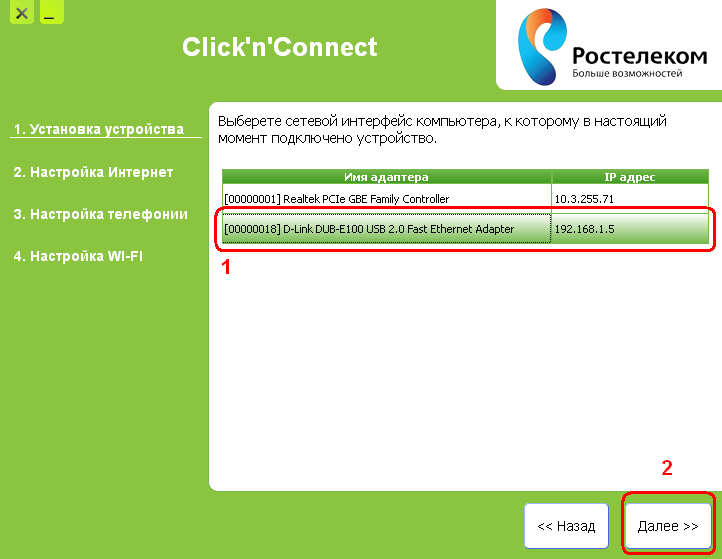 Click'n'Connect
Ростелеком
Больше возможностей
1. Установка устройства
2. Настройка Интернет
3. Настройка телефонии
4. Настройка WI-FI
Выберете сетевой интерфейс компьютера, к которому в настоящий
момент подключено устройство.
Имя адаптера IP адрес
[00000001] Realtek PCIe GBE Family Controller 10.3.255.71
[00000018] D-Link DUB-E100 USB 2.0 Fast Ethernet Adapter 192.168.1.5
1
2
<< Назад Далее >>